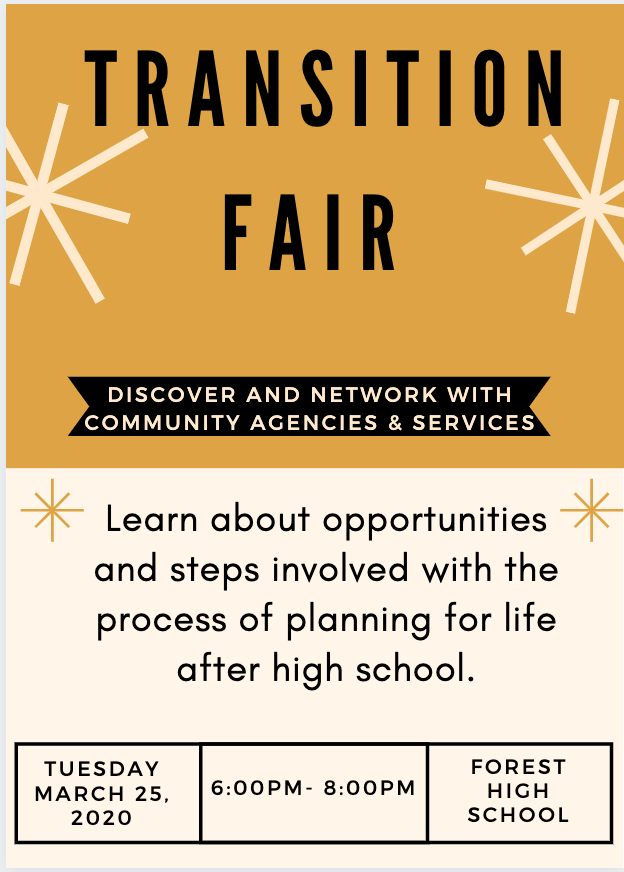 TRANSITION
FAIR
DISCOVER AND NETWORK WITH
COMMUNITY AGENCIES & SERVICES
Learn about opportunities
and steps involved with the
process of planning for life
after high school.
TUESDAY
MARCH 25,
2020
6:00PM- 8:00PM
FOREST
HIGH
SCHOOL